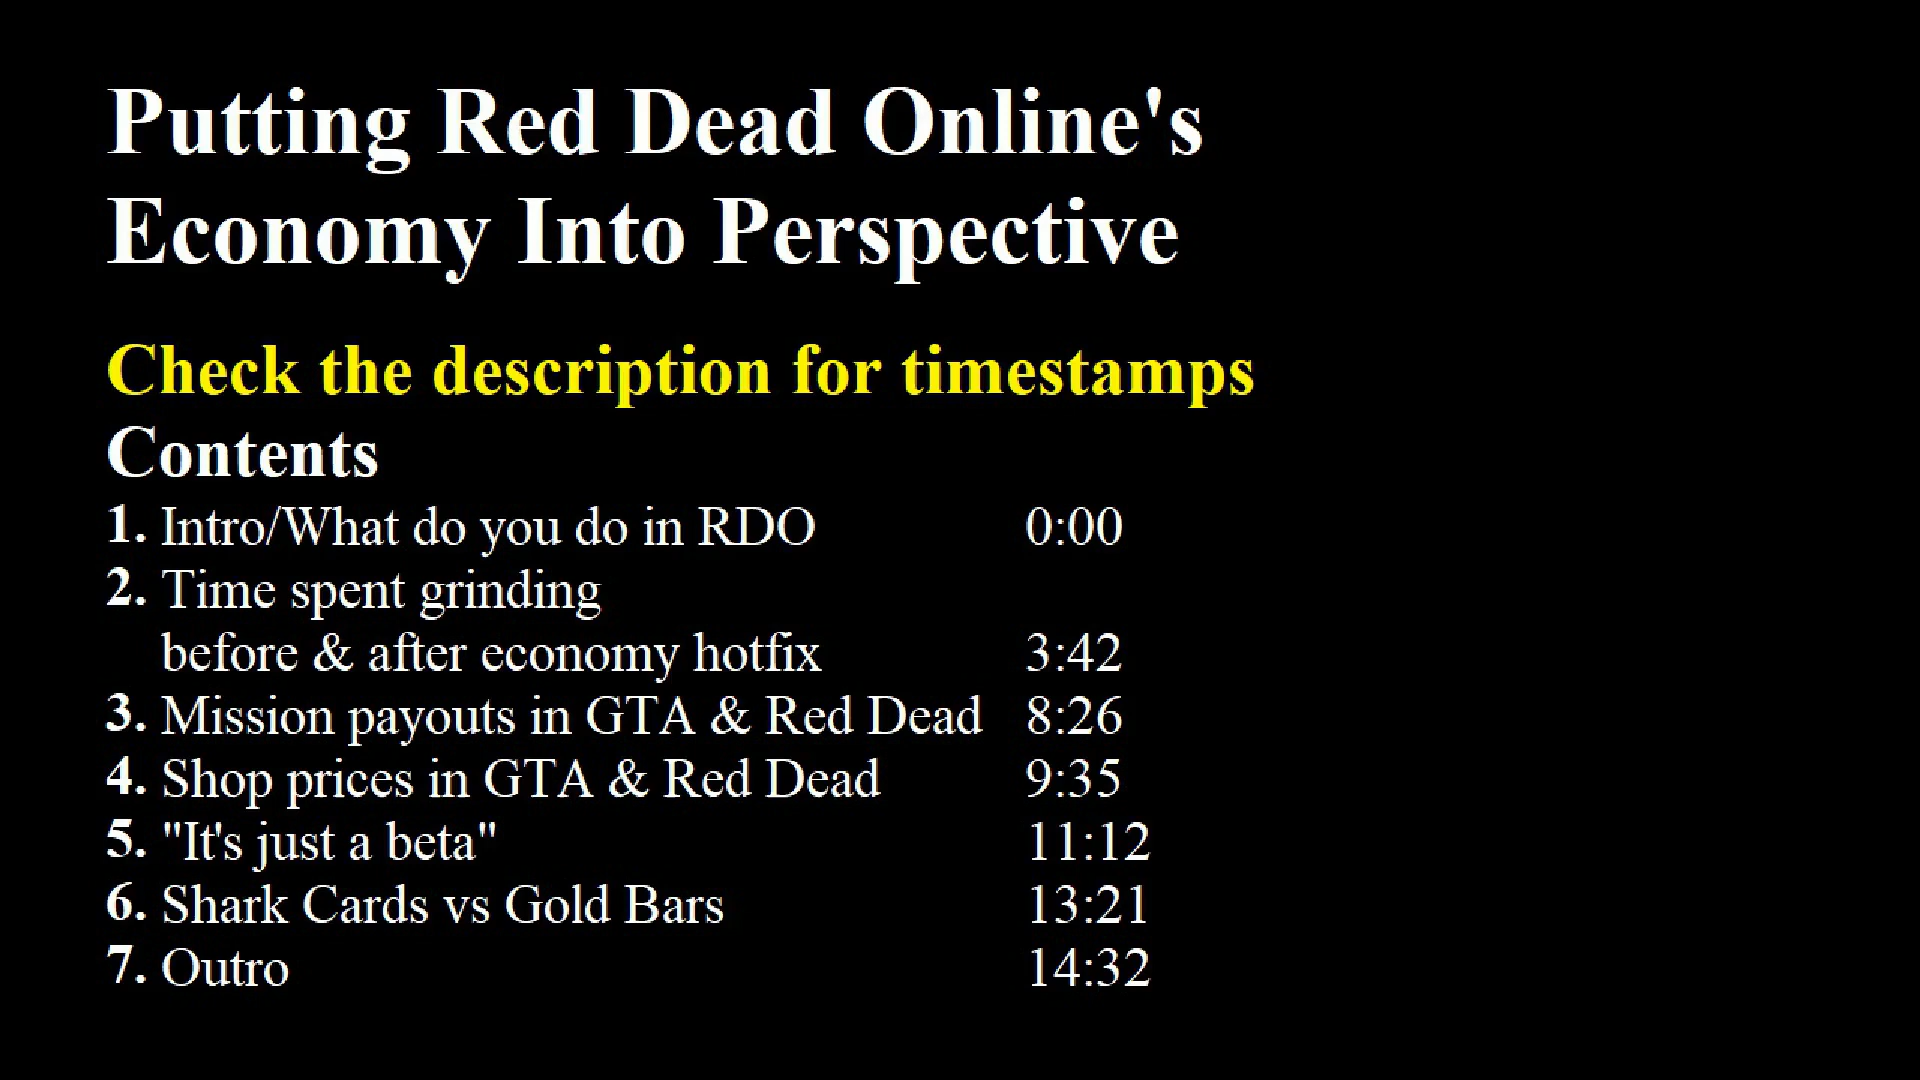 Putting Red Dead Online's
Economy Into Perspective
Check the description for timestamps
Contents
1. Intro/What do you do in RDO 0:00
2. Time spent grinding
before & after economy hotfix 3:42
3. Mission payouts in GTA & Red Dead 8:26
4. Shop prices in GTA & Red Dead 9:35
5. "It's just a beta" 11:12
6. Shark Cards vs Gold Bars 13:21
7. Outro 14:32